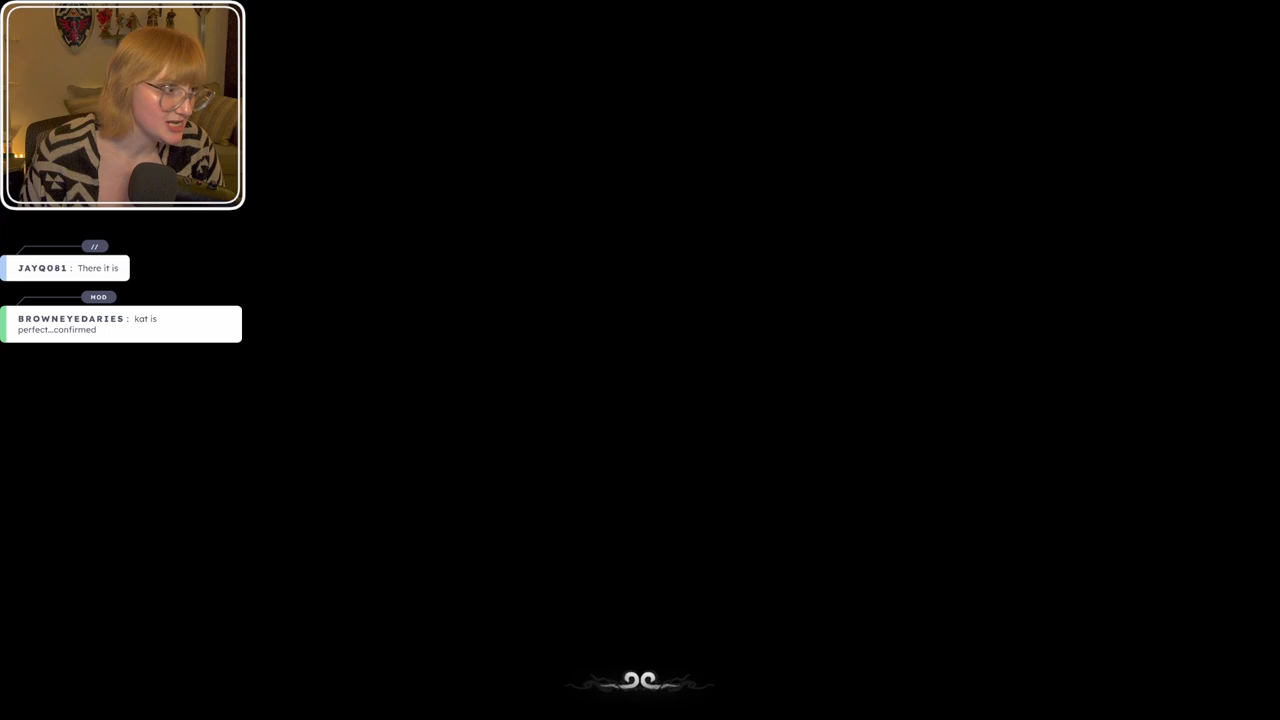 //
JAYQ081 : There it is
MOD
BROWNEYEDARIES : kat is
perfect...confirmed